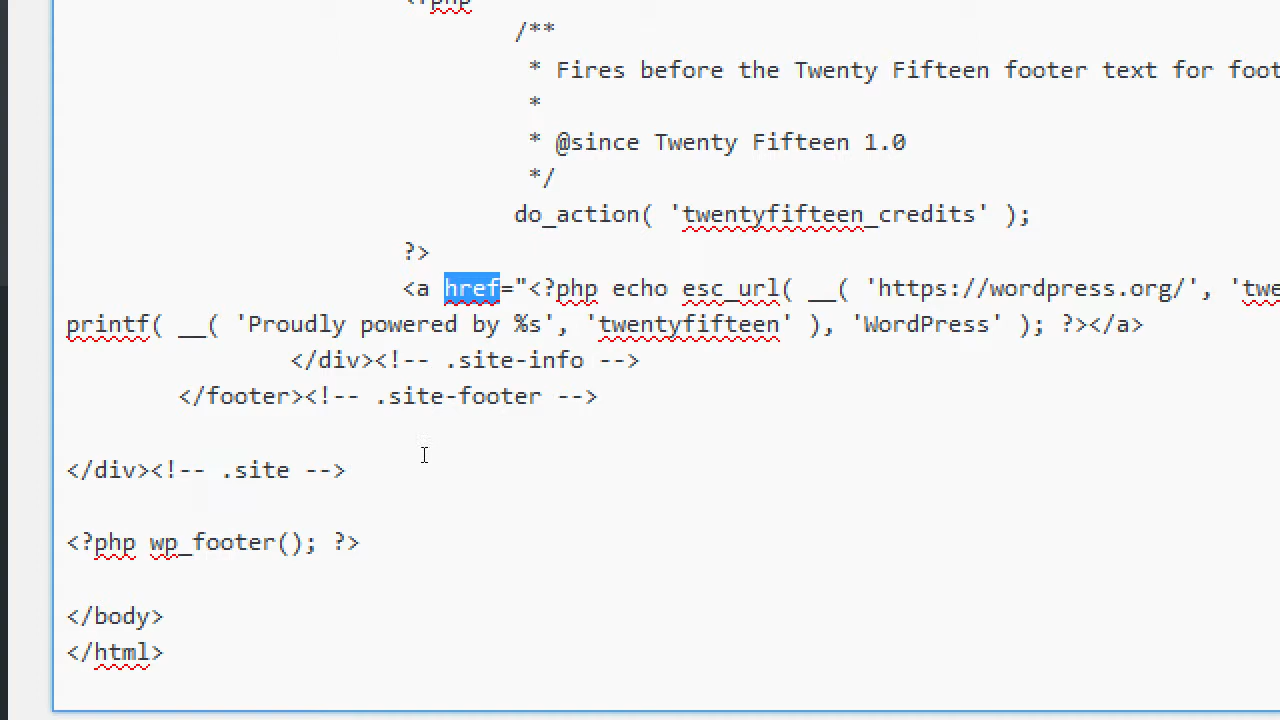 <?php
/**
* Fires before the Twenty Fifteen footer text for foot
*
* @since Twenty Fifteen 1.0
*/
do_action( 'twentyfifteen_credits' );
?>
<a href="<?php echo esc_url( __( 'https://wordpress.org/', 'twe
printf( __( 'Proudly powered by %s', 'twentyfifteen' ), 'WordPress' ); ?></a>
</div><!-- .site-info -->
</footer><!-- .site-footer -->
</div><!-- .site -->
<?php wp_footer(); ?>
</body>
</html>